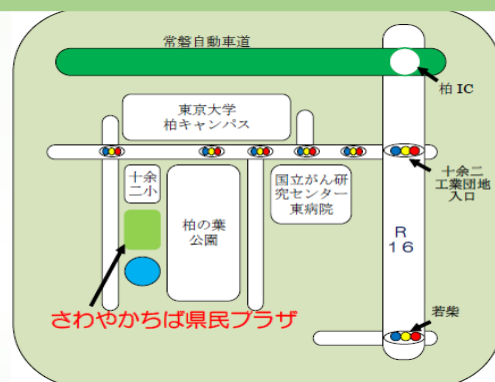 常磐自動車道
柏 IC
東京大学
柏キャンパス
十余二
工業団地
入口
十余
二小
柏の葉
公園
国立がん研
究センター
東病院
R
16
さわやかちば県民プラザ
若柴